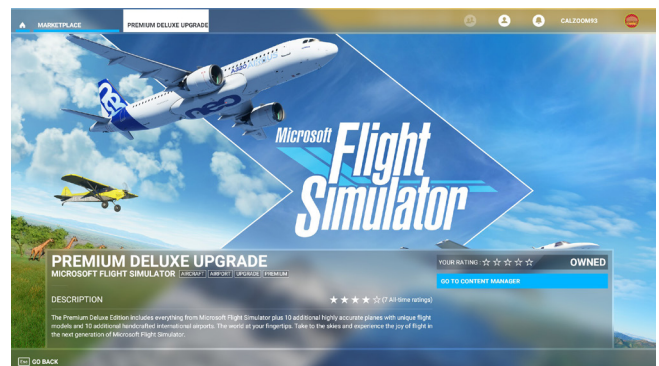 MARKETPLACE
PREMIUM DELUXE UPGRADE
CALZOOM93
A320 AIRBUS
neo
neo
Microsoft
Flight
Simulator
PREMIUM DELUXE UPGRADE
MICROSOFT FLIGHT SIMULATOR AIRCRAFT AIRPORT UPGRADE PREMIUM
YOUR RATING: OWNED
GO TO CONTENT MANAGER
DESCRIPTION
(7 All-time ratings)
The Premium Deluxe Edition includes everything from Microsoft Flight Simulator plus 10 additional highly accurate planes with unique flight
models and 10 additional handcrafted international airports. The world at your fingertips. Take to the skies and experience the joy of flight in
the next generation of Microsoft Flight Simulator.
Esc GO BACK